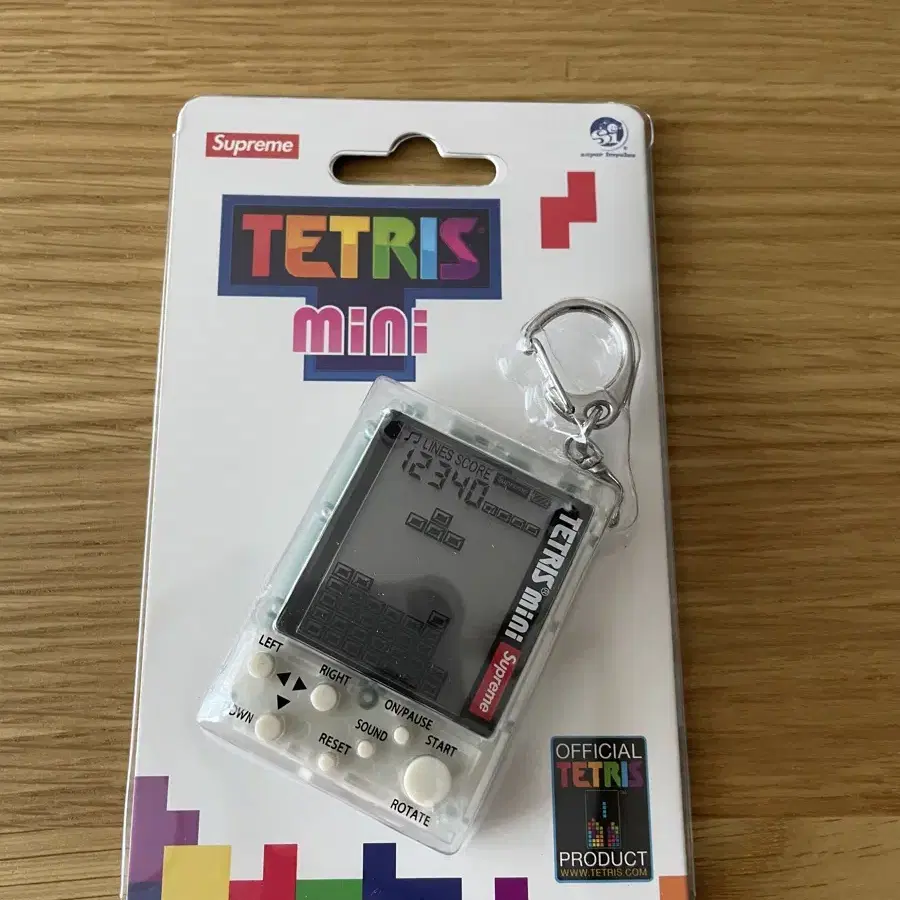 Supreme
TETRIS
mini
LINES SCORE
12340
Supreme
TETRIS® mini
Supreme
LEFT
RIGHT
ON/PAUSE
SOUND
START
RESET
ROTATE
OFFICIAL
TETRIS
PRODUCT
WWW.TETRIS.COM